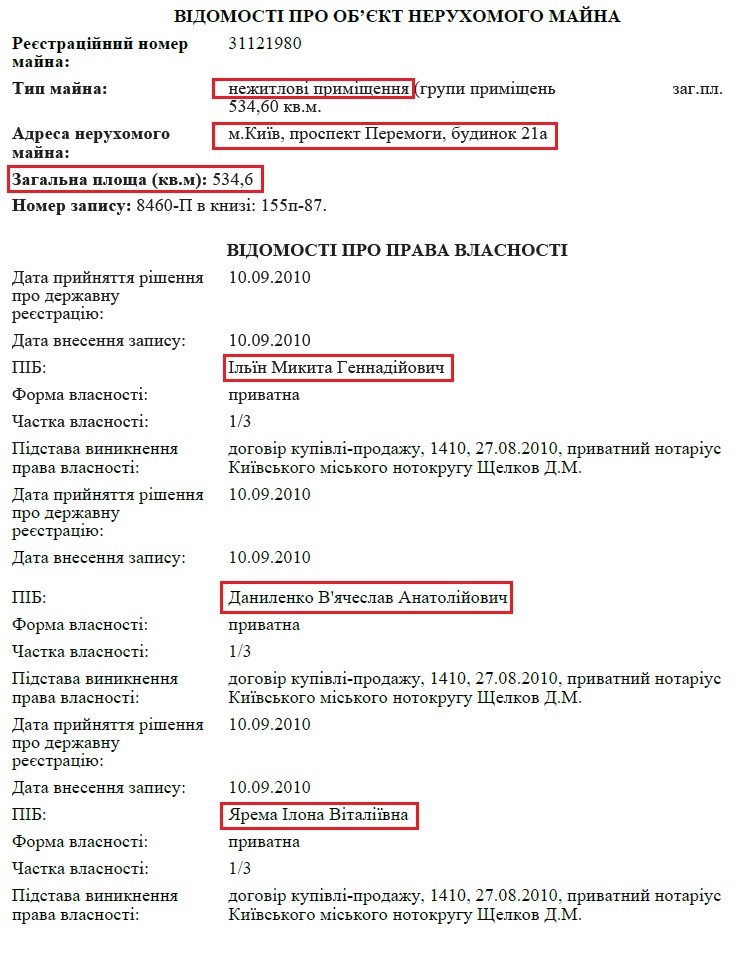 ВІДОМОСТІ ПРО ОБ’ЄКТ НЕРУХОМОГО МАЙНА
Реєстраційний номер майна: 31121980
Тип майна: нежитлові приміщення (групи приміщень заг.пл. 534,60 кв.м.
Адреса нерухомого майна: м.Київ, проспект Перемоги, будинок 21а
Загальна площа (кв.м): 534,6
Номер запису: 8460-П в книзі: 155п-87.
ВІДОМОСТІ ПРО ПРАВА ВЛАСНОСТІ
Дата прийняття рішення про державну реєстрацію: 10.09.2010
Дата внесення запису: 10.09.2010
ПІБ: Ільїн Микита Геннадійович
Форма власності: приватна
Частка власності: 1/3
Підстава виникнення права власності: договір купівлі-продажу, 1410, 27.08.2010, приватний нотаріус Київського міського нотокругу Щелков Д.М.
Дата прийняття рішення про державну реєстрацію: 10.09.2010
Дата внесення запису: 10.09.2010
ПІБ: Даниленко В'ячеслав Анатолійович
Форма власності: приватна
Частка власності: 1/3
Підстава виникнення права власності: договір купівлі-продажу, 1410, 27.08.2010, приватний нотаріус Київського міського нотокругу Щелков Д.М.
Дата прийняття рішення про державну реєстрацію: 10.09.2010
Дата внесення запису: 10.09.2010
ПІБ: Ярема Ілона Віталіївна
Форма власності: приватна
Частка власності: 1/3
Підстава виникнення права власності: договір купівлі-продажу, 1410, 27.08.2010, приватний нотаріус Київського міського нотокругу Щелков Д.М.